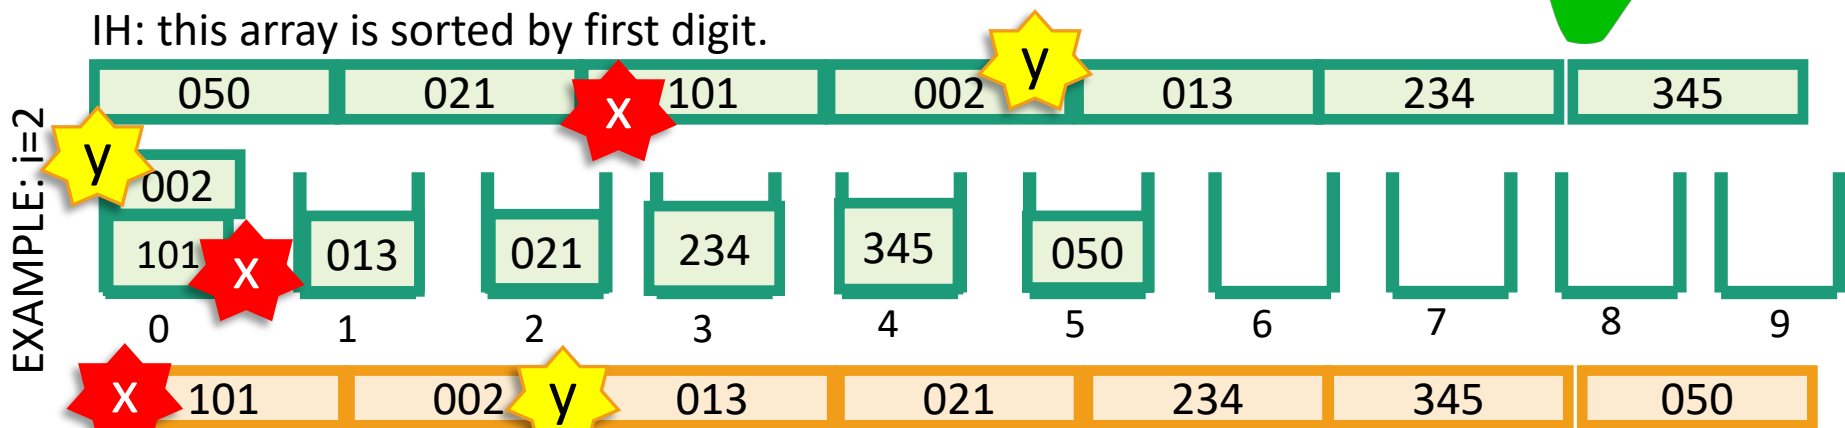 IH: this array is sorted by first digit.
050 021 x 101 002 y 013 234 345
EXAMPLE: i=2
y 002
101 x 013 021 234 345 050
0 1 2 3 4 5 6 7 8 9
x 101 002 y 013 021 234 345 050